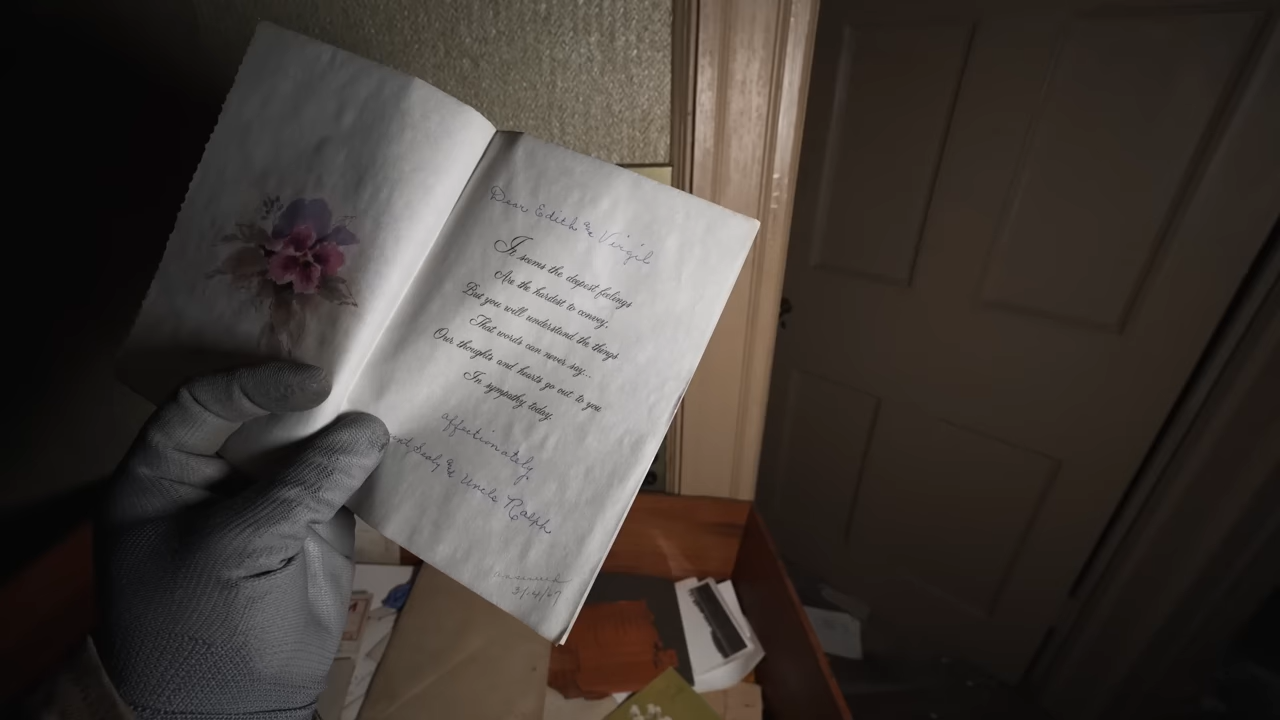 Dear Edith & Virgil
It seems the deepest feelings
Are the hardest to convey,
But you will understand the things
That words can never say...
Our thoughts and hearts go out to you
In sympathy today.
affectionately,
& Uncle Ralph